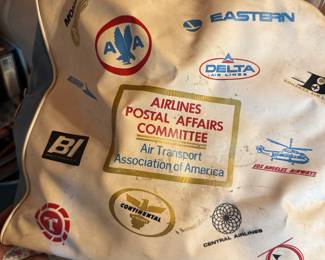 EASTERN
A A
DELTA
AIR LINES
AIRLINES
POSTAL AFFAIRS
COMMITTEE
Air Transport
Association of America
BI
LOS ANGELES AIRWAYS
CONTINENTAL
CENTRAL AIRLINES